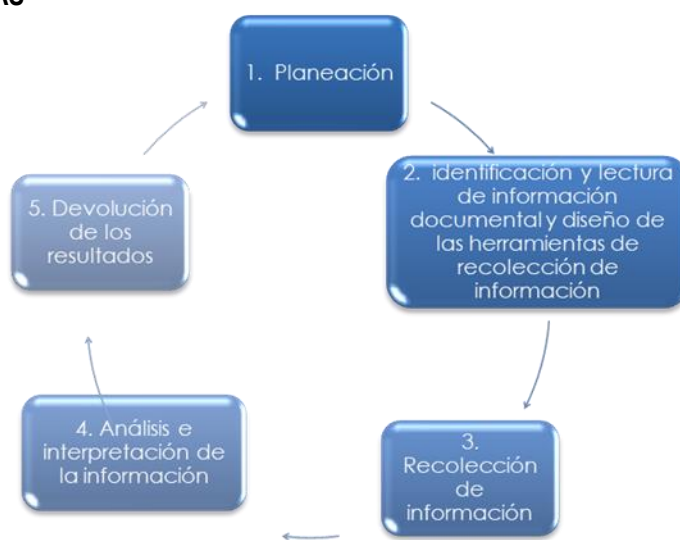 1. Planeación
2. identificación y lectura
de información
documental y diseño de
las herramientas de
recolección de
información
3.
Recolección
de
información
4. Análisis e
interpretación de
la información
5. Devolución
de los
resultados